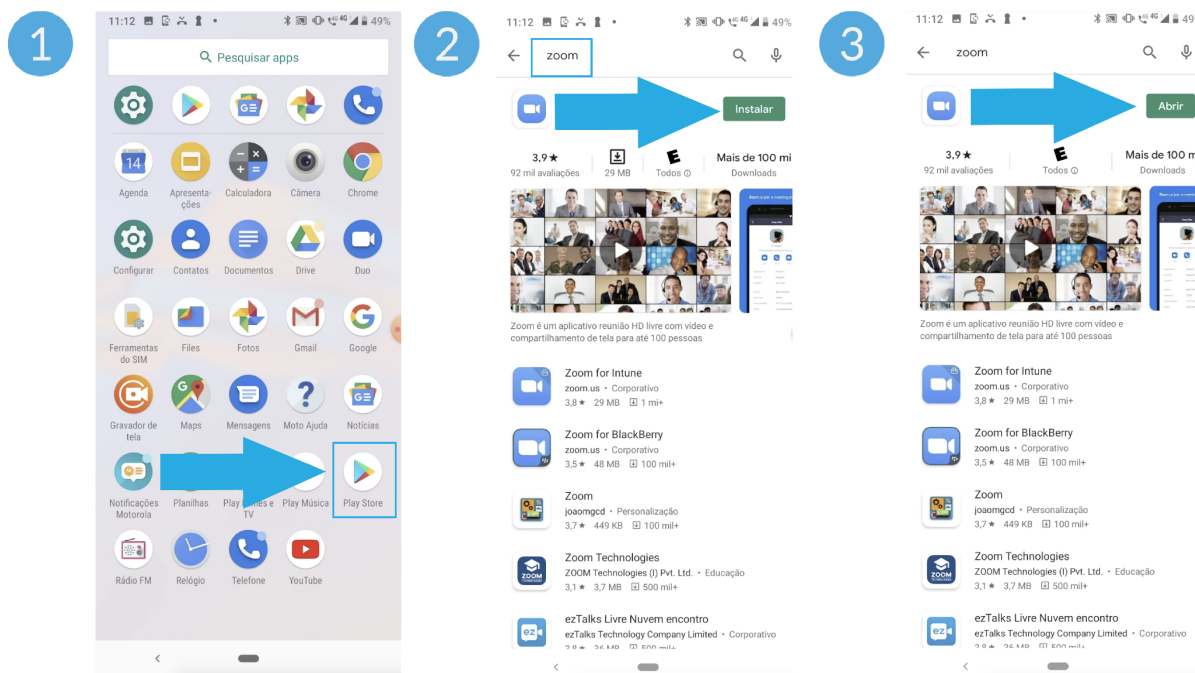 1
11:12
49%
Pesquisar apps
GE
14
Agenda
Apresenta-
ções
Calculadora
Câmera
Chrome
Configurar
Contatos
Documentos
Drive
Duo
Ferramentas
do SIM
Files
Fotos
Gmail
Google
Gravador de
tela
Maps
Mensagens
Moto Ajuda
Notícias
Notificações
Motorola
Planilhas
TV
Play Música
Play Store
Rádio FM
Relógio
Telefone
YouTube
2
11:12
4G
49%
zoom
Instalar
3,9 ★
92 mil avaliações
29 MB
E
Todos
Mais de 100 mi
Downloads
Zoom é um aplicativo reunião HD livre com vídeo e
compartilhamento de tela para até 100 pessoas
Zoom for Intune
zoom.us • Corporativo
3,8 ★ 29 MB 1 mi+
Zoom for BlackBerry
zoom.us • Corporativo
3,5 ★ 48 MB 100 mil+
Zoom
joaomgcd • Personalização
3,7 ★ 449 KB 100 mil+
Zoom Technologies
ZOOM Technologies (I) Pvt. Ltd. • Educação
3,1 ★ 3,7 MB 500 mil+
ezTalks Livre Nuvem encontro
ezTalks Technology Company Limited • Corporativo
3
11:12
4G
zoom
Abrir
3,9 ★
92 mil avaliações
E
Todos
Mais de 100 m
Downloads
Zoom é um aplicativo reunião HD livre com vídeo e
compartilhamento de tela para até 100 pessoas
Zoom for Intune
zoom.us • Corporativo
3,8 ★ 29 MB 1 mi+
Zoom for BlackBerry
zoom.us • Corporativo
3,5 ★ 48 MB 100 mil+
Zoom
joaomgcd • Personalização
3,7 ★ 449 KB 100 mil+
Zoom Technologies
ZOOM Technologies (I) Pvt. Ltd. • Educação
3,1 ★ 3,7 MB 500 mil+
ezTalks Livre Nuvem encontro
ezTalks Technology Company Limited • Corporativo